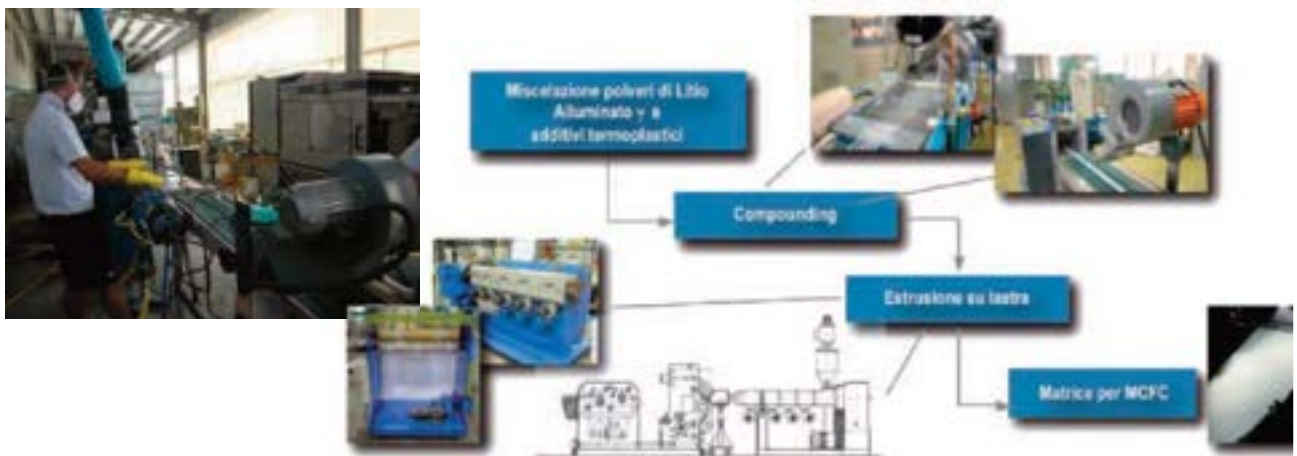 Miscelazione polveri di Litio
Alluminato γ e
additivi termoplastici
Compounding
Estrusione su lastra
Matrice per MCFC